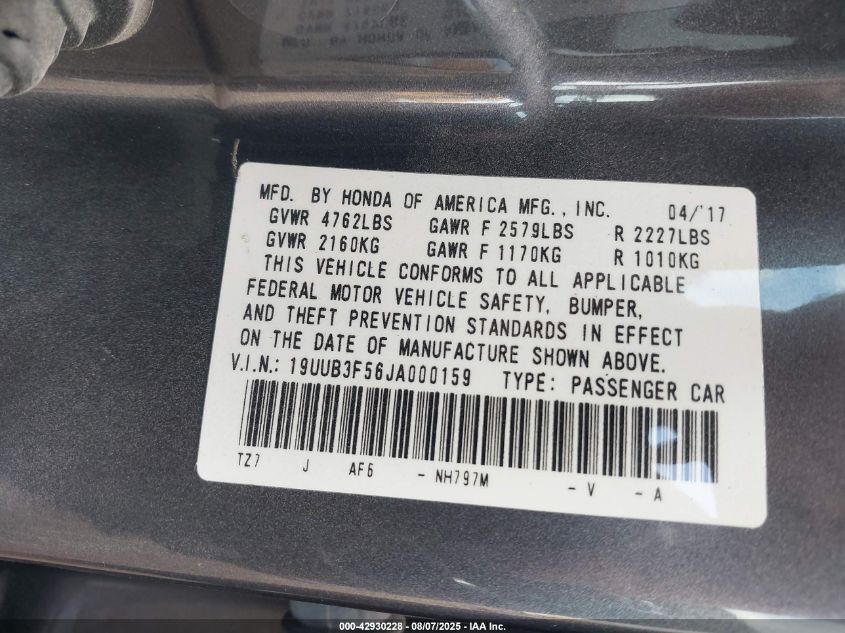 MFD. BY HONDA OF AMERICA MFG., INC. 04/'17
GVWR 4762LBS GAWR F 2579LBS R 2227LBS
GVWR 2160KG GAWR F 1170KG R 1010KG
THIS VEHICLE CONFORMS TO ALL APPLICABLE
FEDERAL MOTOR VEHICLE SAFETY, BUMPER,
AND THEFT PREVENTION STANDARDS IN EFFECT
ON THE DATE OF MANUFACTURE SHOWN ABOVE.
V.I.N.: 19UUB3F56JA000159 TYPE: PASSENGER CAR
TZ7 J AF6 - NH797M - V - A
000-42930228 - 08/07/2025 - IAA Inc.